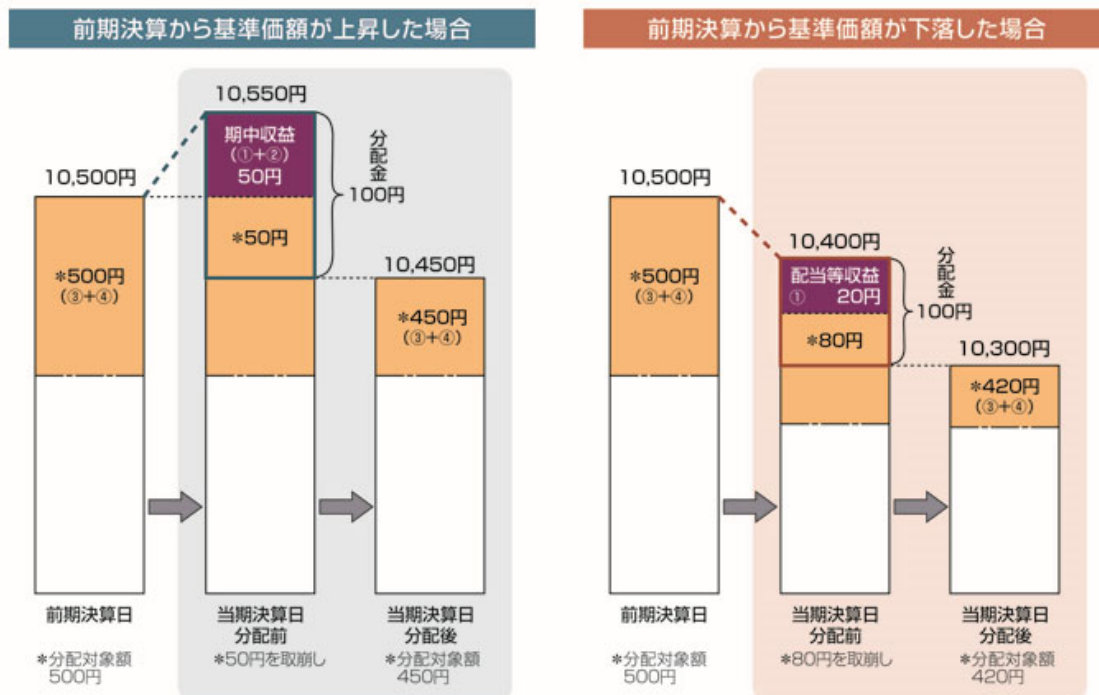 前期決算から基準価額が上昇した場合
10,550円
期中収益
(①+②)
50円
分配金
100円
10,500円
*50円
*500円
(③+④)
10,450円
*450円
(③+④)
前期決算日
当期決算日
分配前
当期決算日
分配後
*分配対象額
500円
*50円を取崩し
*分配対象額
450円
前期決算から基準価額が下落した場合
10,500円
*500円
(③+④)
10,400円
配当等収益
① 20円
分配金
100円
*80円
10,300円
*420円
(③+④)
前期決算日
当期決算日
分配前
当期決算日
分配後
*分配対象額
500円
*80円を取崩し
*分配対象額
420円